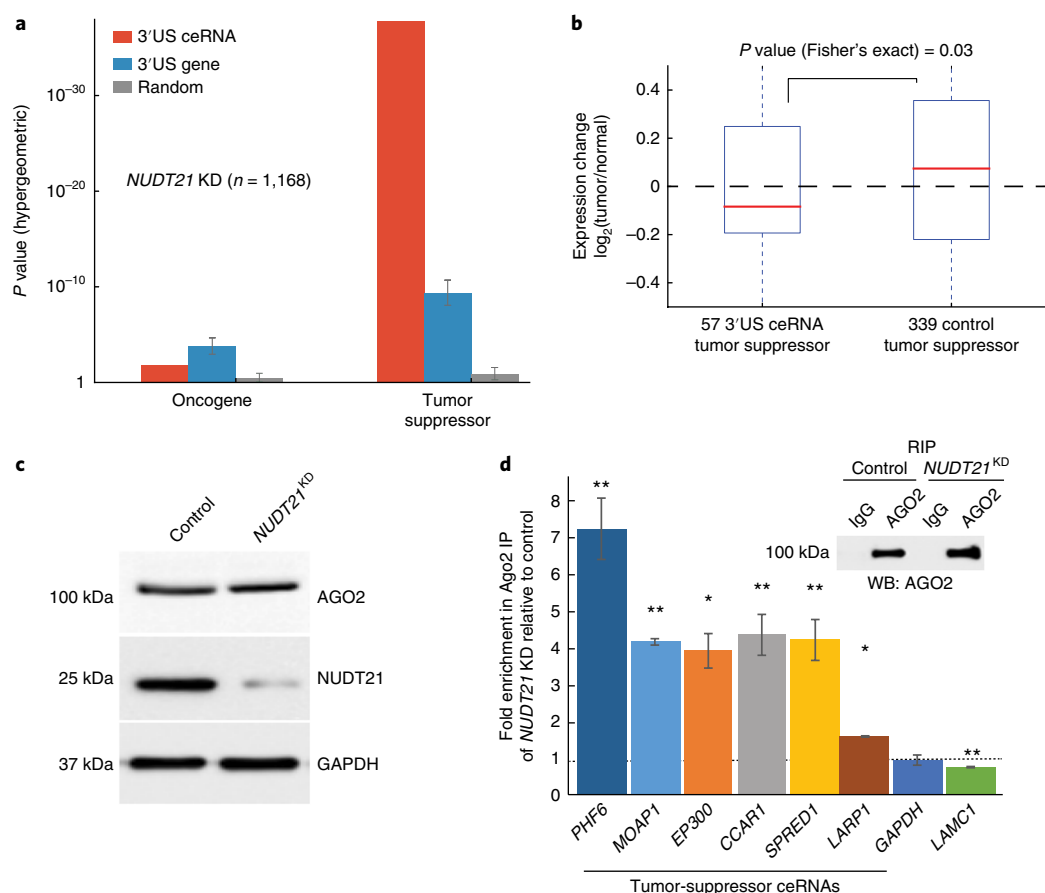 a
3′US ceRNA
3′US gene
Random
NUDT21 KD (n = 1,168)
P value (hypergeometric)
10⁻³⁰
10⁻²⁰
10⁻¹⁰
1
Oncogene
Tumor
suppressor
b
P value (Fisher's exact) = 0.03
Expression change
log₂(tumor/normal)
0.4
0.2
0
−0.2
−0.4
57 3′US ceRNA
tumor suppressor
339 control
tumor suppressor
c
Control
NUDT21ᴷᴰ
100 kDa
AGO2
25 kDa
NUDT21
37 kDa
GAPDH
d
Fold enrichment in Ago2 IP
of NUDT21 KD relative to control
8
7
6
5
4
3
2
1
0
**
**
*
**
**
*
**
RIP
Control
NUDT21ᴷᴰ
IgG
AGO2
IgG
AGO2
100 kDa
WB: AGO2
PHF6
MOAP1
EP300
CCAR1
SPRED1
LARP1
GAPDH
LAMC1
Tumor-suppressor ceRNAs